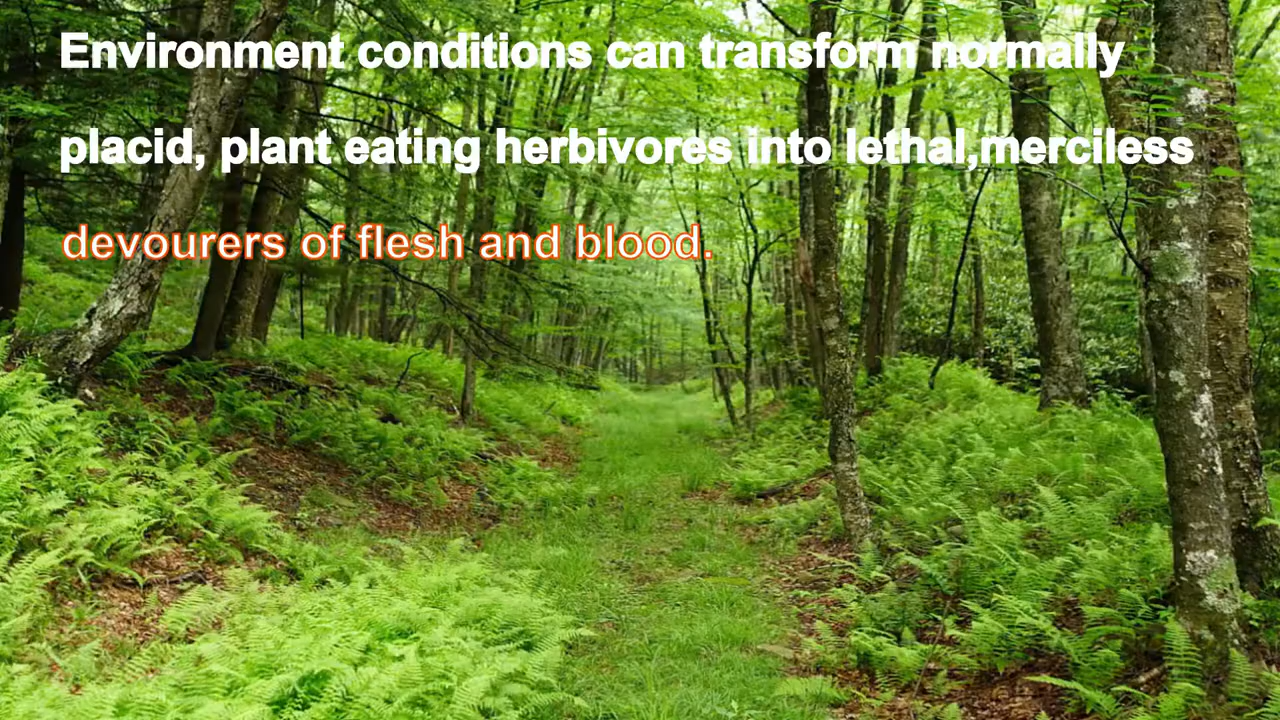 Environment conditions can transform normally
placid, plant eating herbivores into lethal,merciless
devourers of flesh and blood.